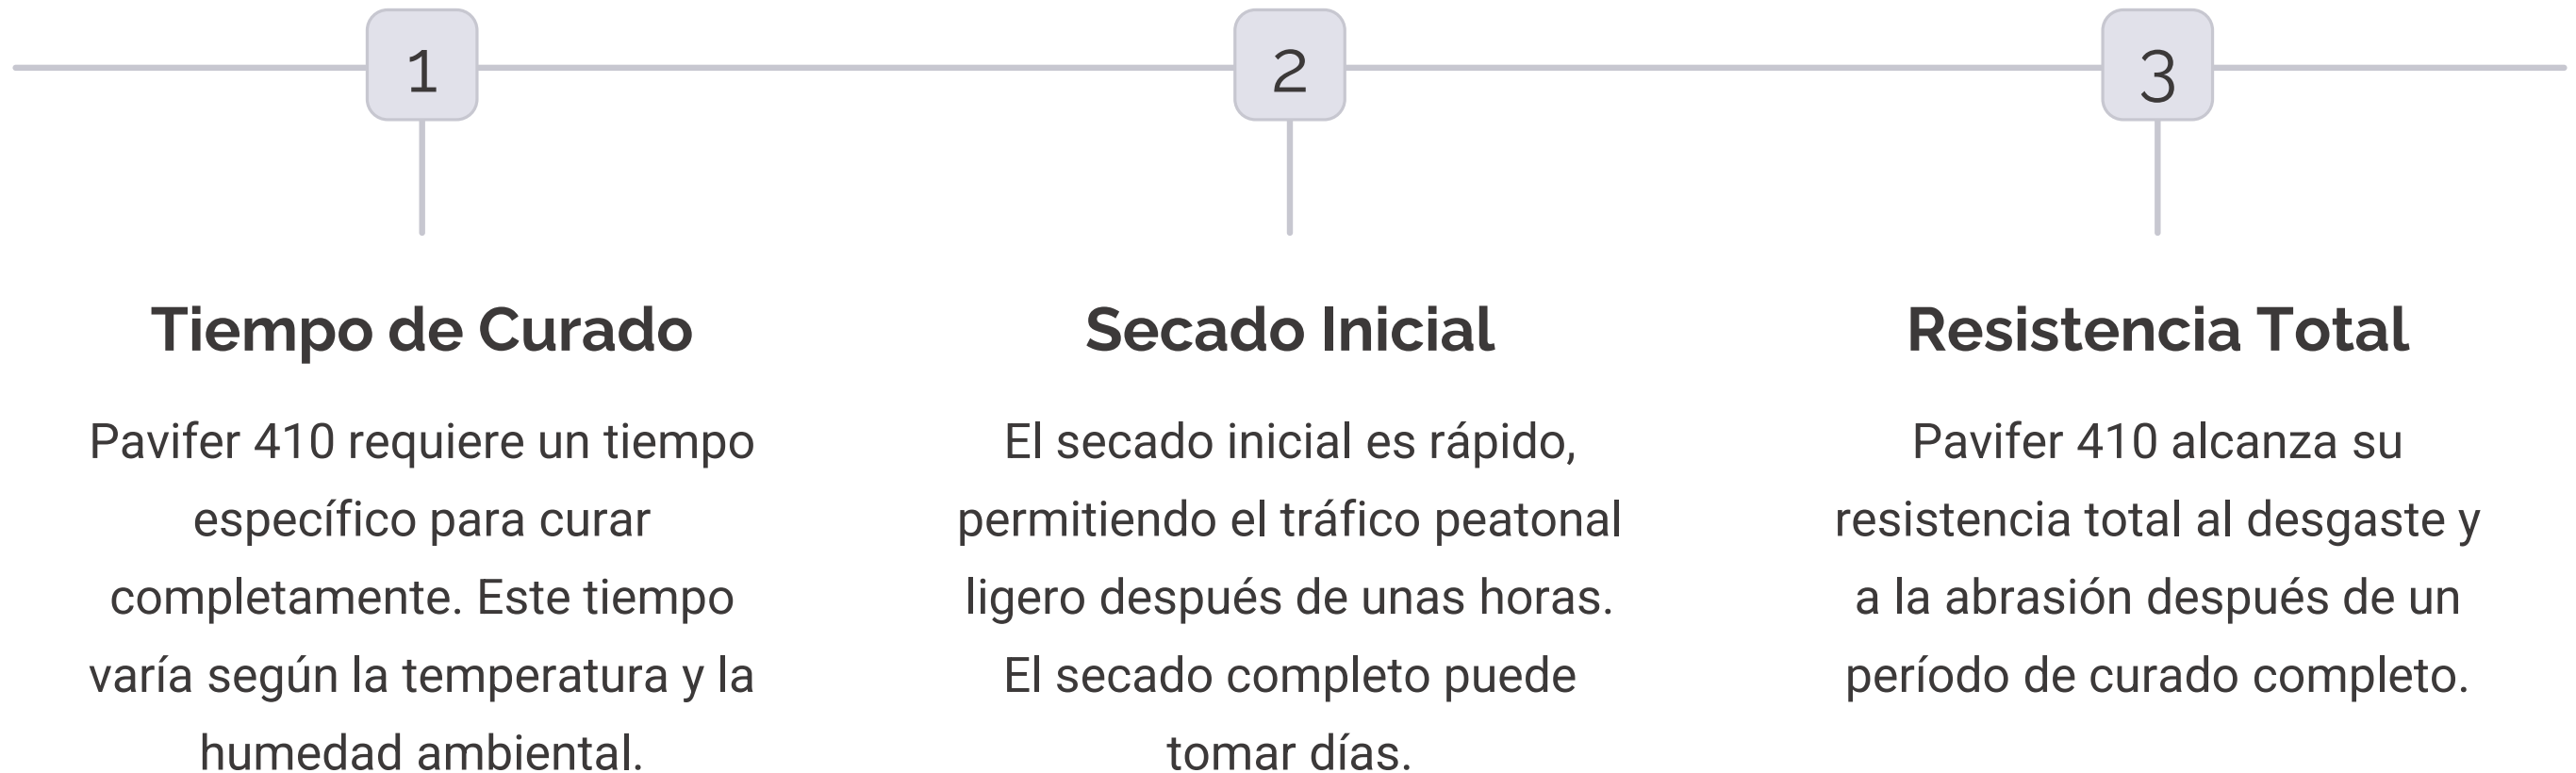 1
Tiempo de Curado
Pavifer 410 requiere un tiempo
específico para curar
completamente. Este tiempo
varía según la temperatura y la
humedad ambiental.
2
Secado Inicial
El secado inicial es rápido,
permitiendo el tráfico peatonal
ligero después de unas horas.
El secado completo puede
tomar días.
3
Resistencia Total
Pavifer 410 alcanza su
resistencia total al desgaste y
a la abrasión después de un
período de curado completo.